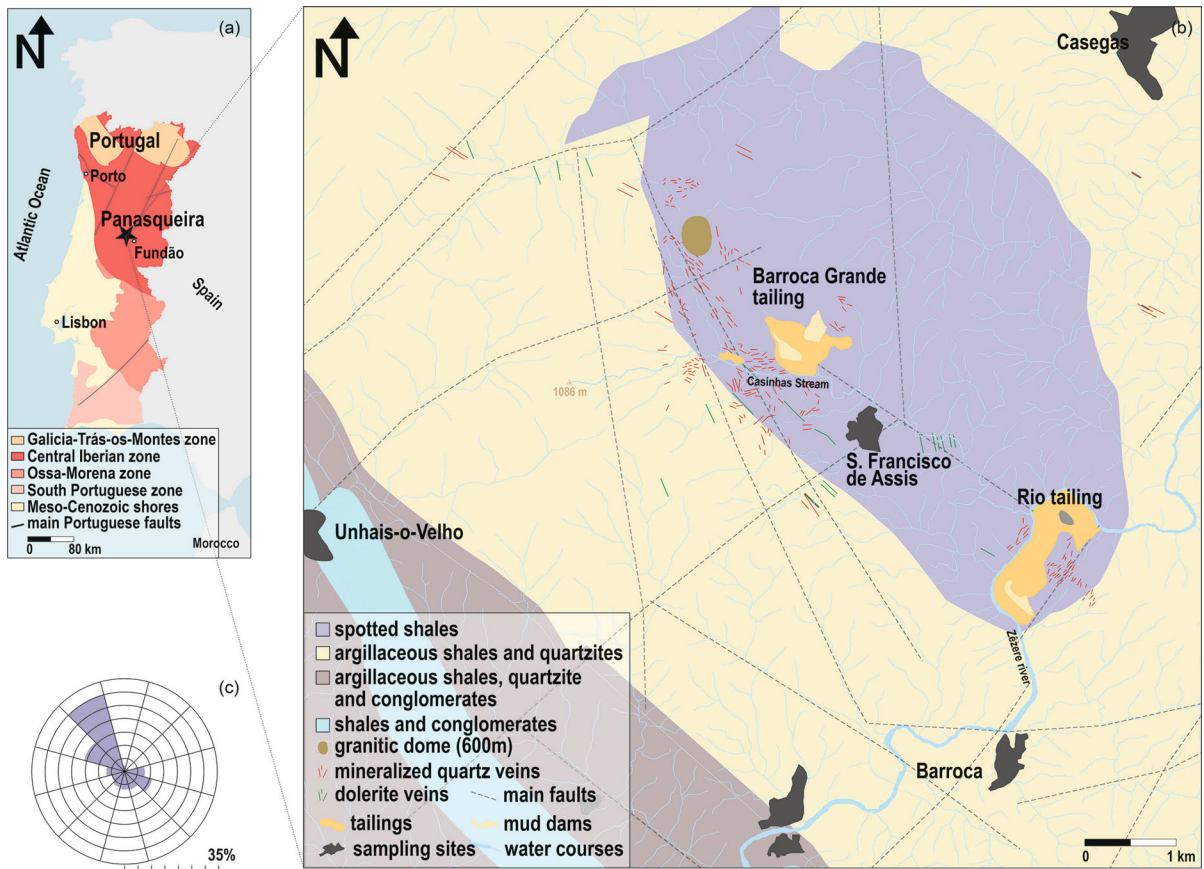 (a)
N
Portugal
Porto
Atlantic Ocean
Panasqueira
Fundão
Spain
Lisbon
Galicia-Trás-os-Montes zone
Central Iberian zone
Ossa-Morena zone
South Portuguese zone
Meso-Cenozoic shores
main Portuguese faults
0 80 km
Morocco
(b)
N
Casegas
Barroca Grande
tailing
1086 m
Casinhas Stream
S. Francisco
de Assis
Rio tailing
Unhais-o-Velho
Zêzere river
Barroca
spotted shales
argillaceous shales and quartzites
argillaceous shales, quartzite
and conglomerates
shales and conglomerates
granitic dome (600m)
mineralized quartz veins
dolerite veins
main faults
tailings
mud dams
sampling sites
water courses
0 1 km
(c)
35%